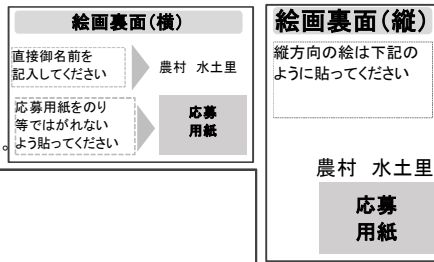 絵画裏面（横）
直接御名前を
記入してください
農村 水土里
応募用紙をのり
等ではがれない
よう貼ってください
応募
用紙
。
絵画裏面（縦）
縦方向の絵は下記の
ように貼ってください
農村 水土里
応募
用紙